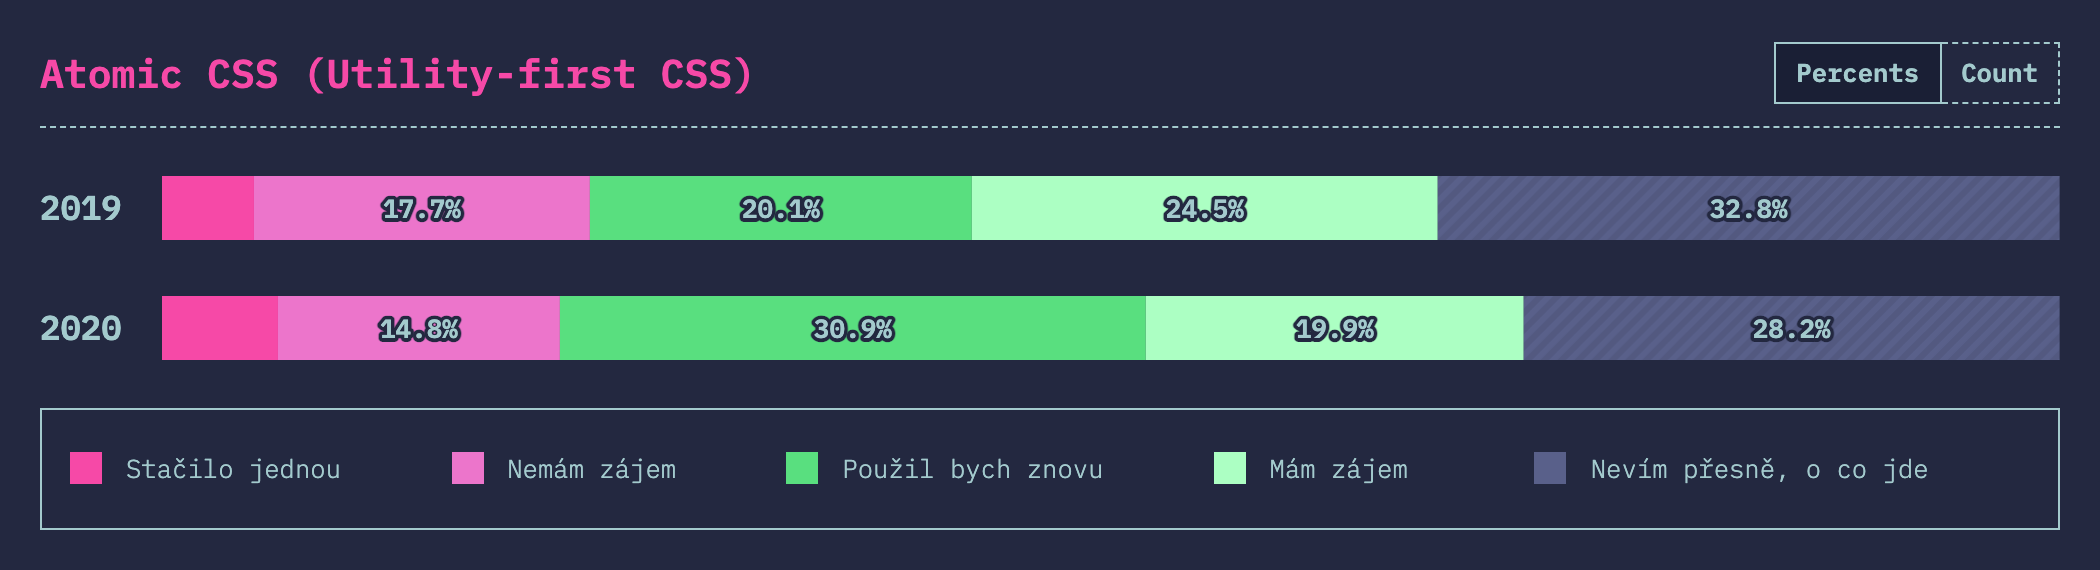 Atomic CSS (Utility-first CSS)
Percents Count
2019 17.7% 20.1% 24.5% 32.8%
2020 14.8% 30.9% 19.9% 28.2%
Stačilo jednou Nemám zájem Použil bych znovu Mám zájem Nevím přesně, o co jde